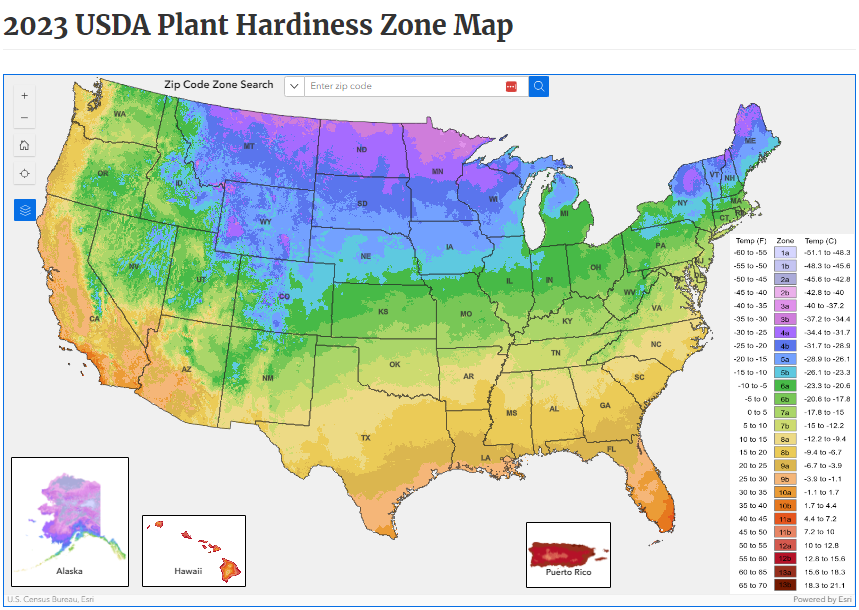 2023 USDA Plant Hardiness Zone Map
Zip Code Zone Search
Enter zip code
+
−
WA
MT
ND
MN
ME
OR
ID
WI
VT
NH
SD
WY
NY
MA
MI
CT
RI
IA
NE
PA
NV
UT
OH
NJ
IL
IN
CO
WV
MD
DE
VA
KS
MO
KY
CA
NC
TN
AZ
OK
NM
AR
SC
MS
AL
GA
TX
LA
FL
Temp (F) Zone Temp (C)
-60 to -55 1a -51.1 to -48.3
-55 to -50 1b -48.3 to -45.6
-50 to -45 2a -45.6 to -42.8
-45 to -40 2b -42.8 to -40
-40 to -35 3a -40 to -37.2
-35 to -30 3b -37.2 to -34.4
-30 to -25 4a -34.4 to -31.7
-25 to -20 4b -31.7 to -28.9
-20 to -15 5a -28.9 to -26.1
-15 to -10 5b -26.1 to -23.3
-10 to -5 6a -23.3 to -20.6
-5 to 0 6b -20.6 to -17.8
0 to 5 7a -17.8 to -15
5 to 10 7b -15 to -12.2
10 to 15 8a -12.2 to -9.4
15 to 20 8b -9.4 to -6.7
20 to 25 9a -6.7 to -3.9
25 to 30 9b -3.9 to -1.1
30 to 35 10a -1.1 to 1.7
35 to 40 10b 1.7 to 4.4
40 to 45 11a 4.4 to 7.2
45 to 50 11b 7.2 to 10
50 to 55 12a 10 to 12.8
55 to 60 12b 12.8 to 15.6
60 to 65 13a 15.6 to 18.3
65 to 70 13b 18.3 to 21.1
Alaska
Hawaii
Puerto Rico
U.S. Census Bureau, Esri
Powered by Esri